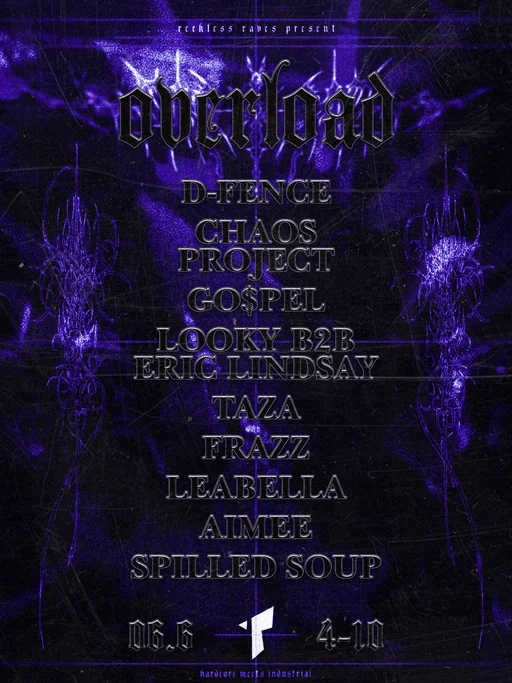 reckless raves present
overload
D-FENCE
CHAOS
PROJECT
GO$PEL
LOOKY B2B
ERIC LINDSAY
TAZA
FRAZZ
LEABELLA
AIMEE
SPILLED SOUP
06.6
4-10
hardcore meets industrial